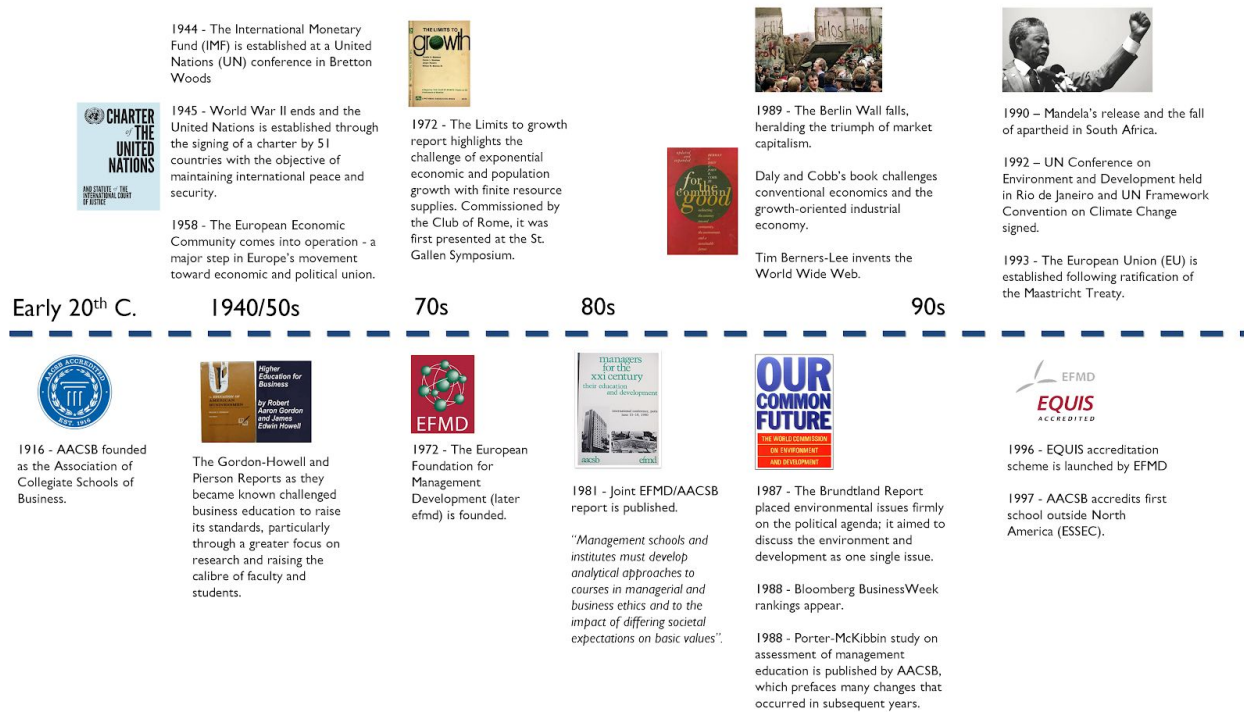 1944 - The International Monetary
Fund (IMF) is established at a United
Nations (UN) conference in Bretton
Woods
CHARTER
of THE
UNITED
NATIONS
AND STATUTE OF THE
INTERNATIONAL COURT
OF JUSTICE
1945 - World War II ends and the
United Nations is established through
the signing of a charter by 51
countries with the objective of
maintaining international peace and
security.
1958 - The European Economic
Community comes into operation - a
major step in Europe's movement
toward economic and political union.
THE LIMITS TO
growth
1972 - The Limits to growth
report highlights the
challenge of exponential
economic and population
growth with finite resource
supplies. Commissioned by
the Club of Rome, it was
first presented at the St.
Gallen Symposium.
for
the
common
good
1989 - The Berlin Wall falls,
heralding the triumph of market
capitalism.
Daly and Cobb's book challenges
conventional economics and the
growth-oriented industrial
economy.
Tim Berners-Lee invents the
World Wide Web.
1990 – Mandela's release and the fall
of apartheid in South Africa.
1992 – UN Conference on
Environment and Development held
in Rio de Janeiro and UN Framework
Convention on Climate Change
signed.
1993 - The European Union (EU) is
established following ratification of
the Maastricht Treaty.
Early 20th C.
1940/50s
70s
80s
90s
AACSB ACCREDITED
EST. 1916
1916 - AACSB founded
as the Association of
Collegiate Schools of
Business.
Higher
Education for
Business
by Robert
Aaron Gordon
and James
Edwin Howell
The Gordon-Howell and
Pierson Reports as they
became known challenged
business education to raise
its standards, particularly
through a greater focus on
research and raising the
calibre of faculty and
students.
EFMD
1972 - The European
Foundation for
Management
Development (later
efmd) is founded.
managers
for the
xxi century
their education
and development
aacsb
efmd
1981 - Joint EFMD/AACSB
report is published.
"Management schools and
institutes must develop
analytical approaches to
courses in managerial and
business ethics and to the
impact of differing societal
expectations on basic values".
OUR
COMMON
FUTURE
THE WORLD COMMISSION
ON ENVIRONMENT
AND DEVELOPMENT
1987 - The Brundtland Report
placed environmental issues firmly
on the political agenda; it aimed to
discuss the environment and
development as one single issue.
1988 - Bloomberg BusinessWeek
rankings appear.
1988 - Porter-McKibbin study on
assessment of management
education is published by AACSB,
which prefaces many changes that
occurred in subsequent years.
EFMD
EQUIS
ACCREDITED
1996 - EQUIS accreditation
scheme is launched by EFMD
1997 - AACSB accredits first
school outside North
America (ESSEC).